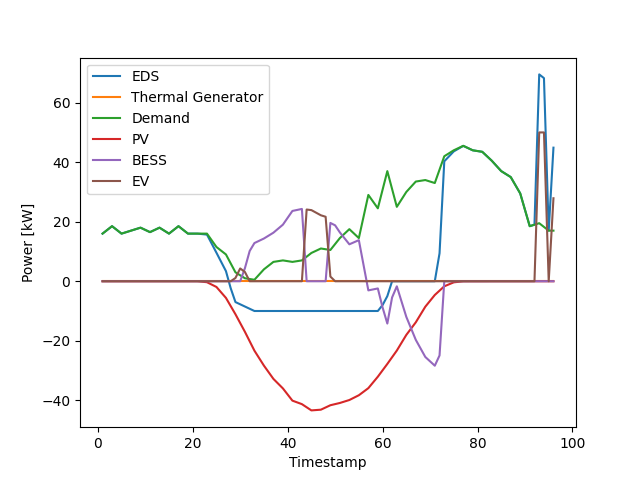 EDS
Thermal Generator
Demand
PV
BESS
EV
Power [kW]
60
40
20
0
−20
−40
0 20 40 60 80 100
Timestamp